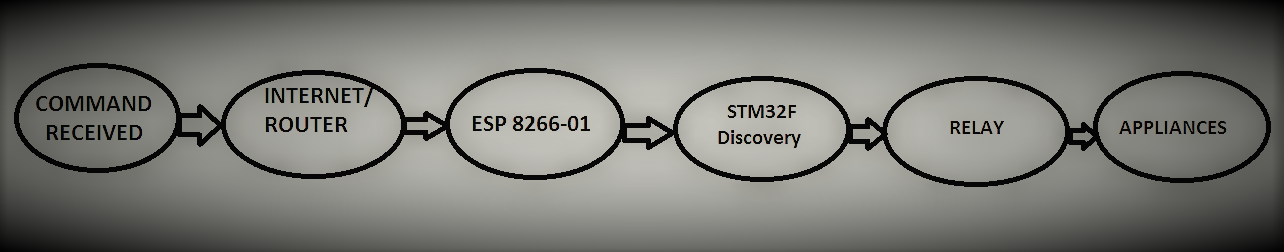 COMMAND
RECEIVED
INTERNET/
ROUTER
ESP 8266-01
STM32F
Discovery
RELAY
APPLIANCES